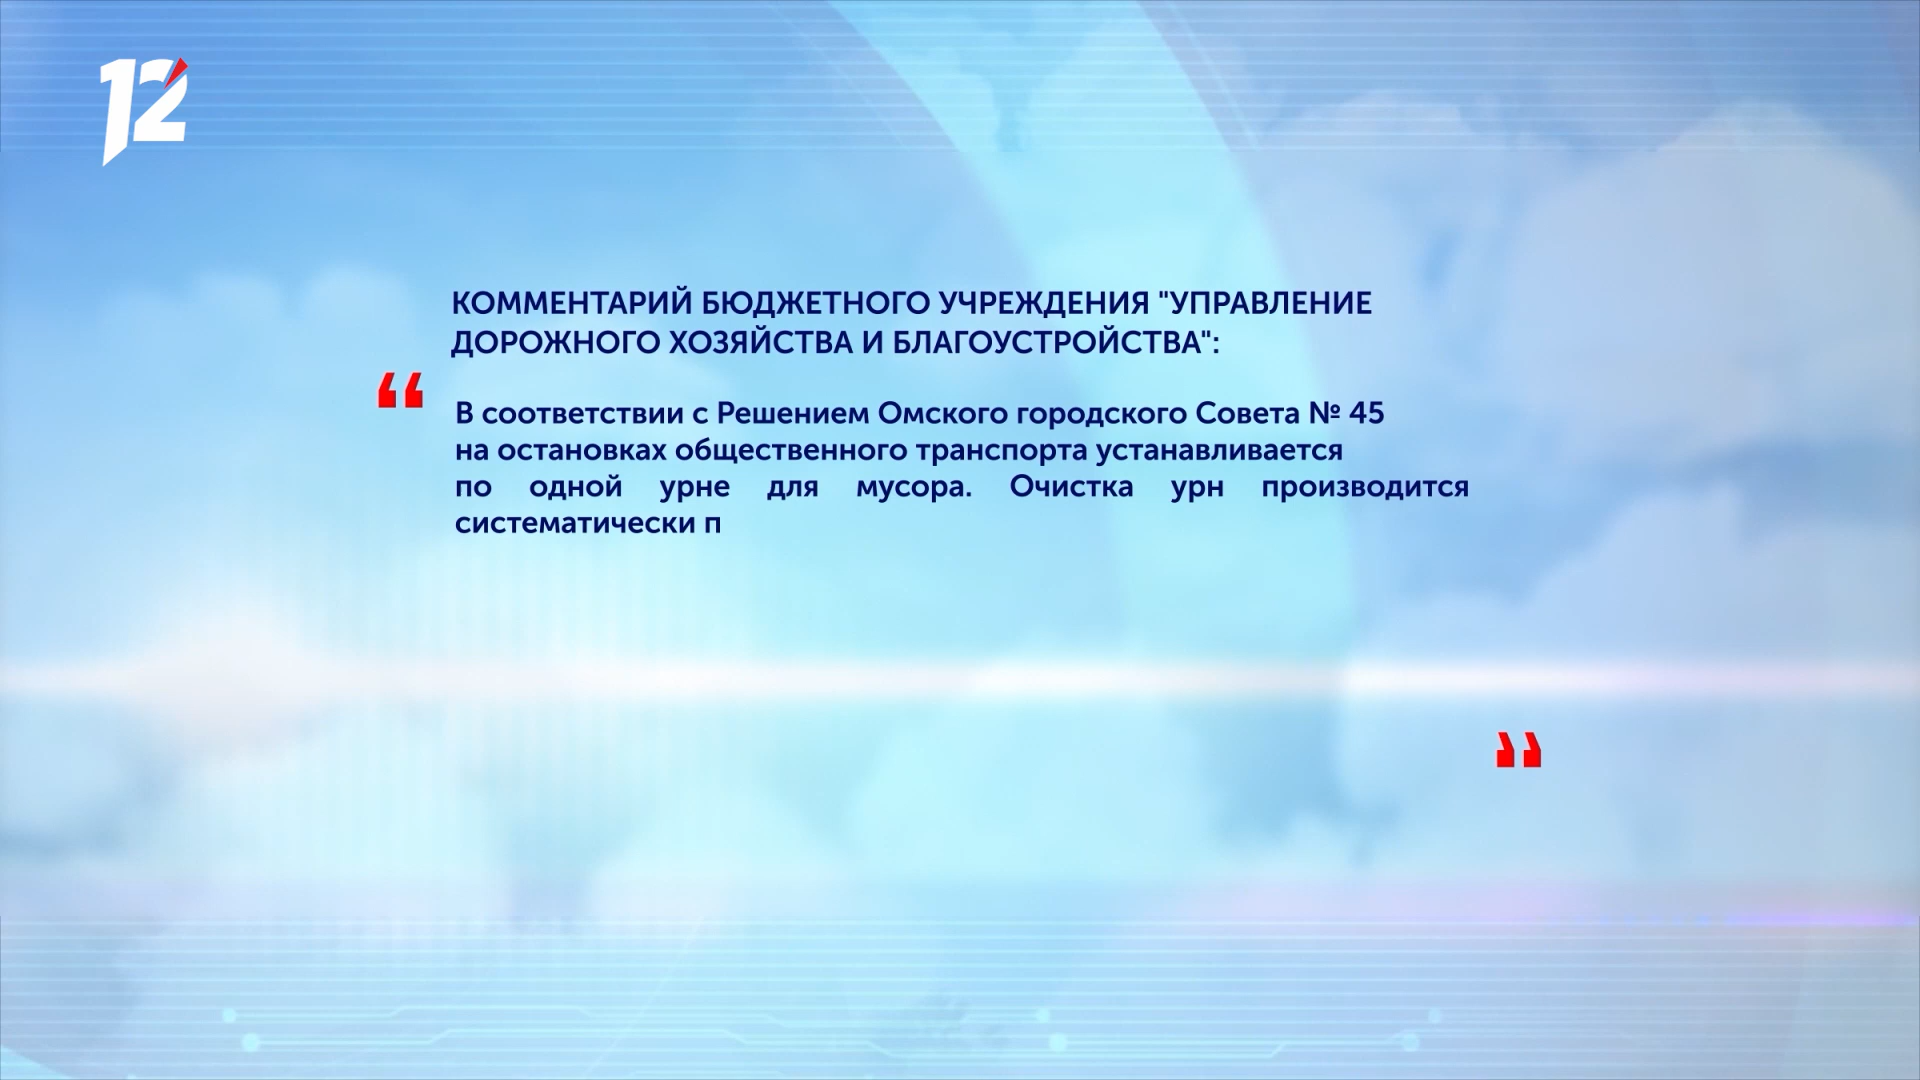 12
КОММЕНТАРИЙ БЮДЖЕТНОГО УЧРЕЖДЕНИЯ "УПРАВЛЕНИЕ
ДОРОЖНОГО ХОЗЯЙСТВА И БЛАГОУСТРОЙСТВА":
“
В соответствии с Решением Омского городского Совета № 45
на остановках общественного транспорта устанавливается
по одной урне для мусора. Очистка урн производится
систематически п
”